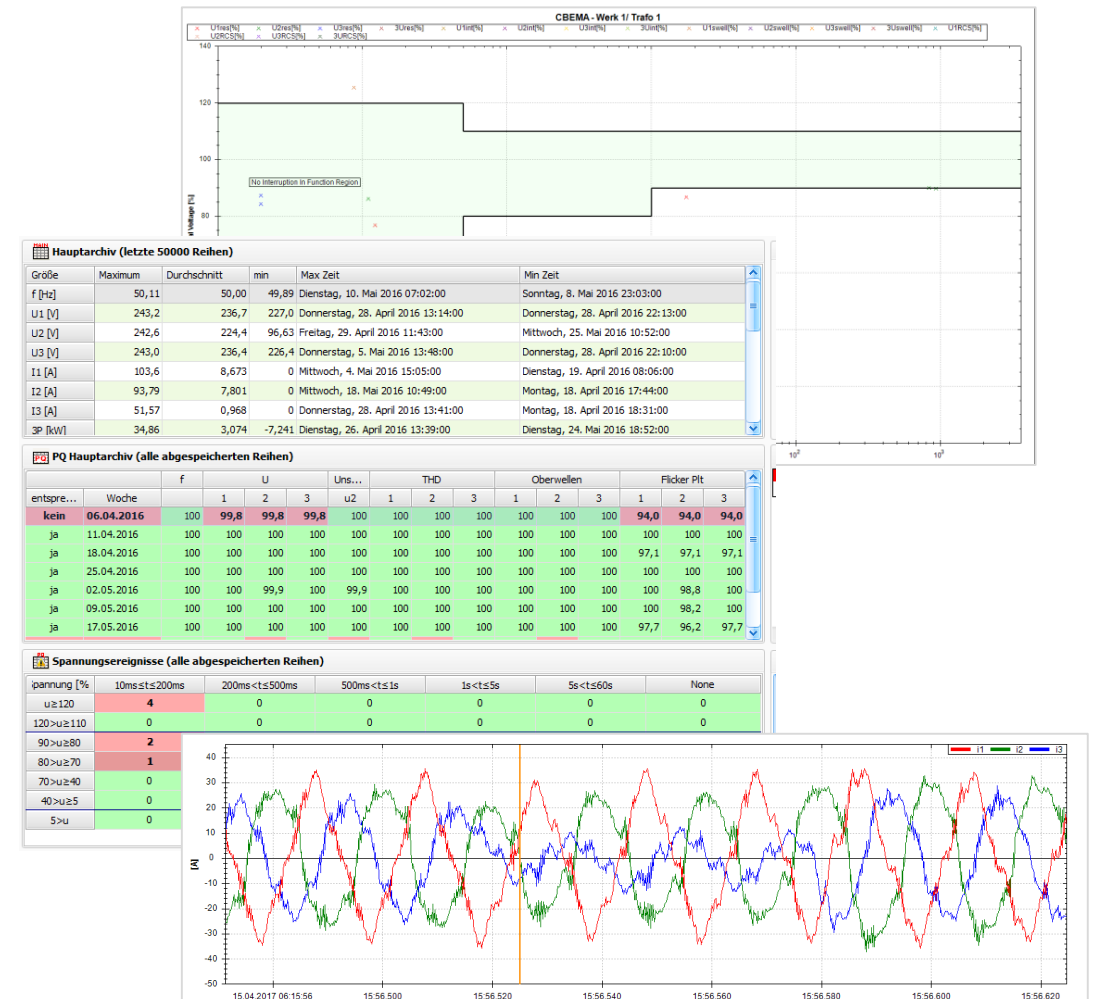 CBEMA - Werk 1/ Trafo 1
U1res[%] U2res[%] U3res[%] 3Ures[%] U1int[%] U2int[%] U3int[%] 3Uint[%] U1swell[%] U2swell[%] U3swell[%] 3Uswell[%] U1RCS[%]
U2RCS[%] U3RCS[%] 3URCS[%]
140
120
100
No Interruption In Function Region
80
Voltage [%]
10²
10³
Hauptarchiv (letzte 50000 Reihen)
Größe Maximum Durchschnitt min Max Zeit Min Zeit
f [Hz] 50,11 50,00 49,89 Dienstag, 10. Mai 2016 07:02:00 Sonntag, 8. Mai 2016 23:03:00
U1 [V] 243,2 236,7 227,0 Donnerstag, 28. April 2016 13:14:00 Donnerstag, 28. April 2016 22:13:00
U2 [V] 242,6 224,4 96,63 Freitag, 29. April 2016 11:43:00 Mittwoch, 25. Mai 2016 10:52:00
U3 [V] 243,0 236,4 226,4 Donnerstag, 5. Mai 2016 13:48:00 Donnerstag, 28. April 2016 22:10:00
I1 [A] 103,6 8,673 0 Mittwoch, 4. Mai 2016 15:05:00 Dienstag, 19. April 2016 08:06:00
I2 [A] 93,79 7,801 0 Mittwoch, 18. Mai 2016 10:49:00 Montag, 18. April 2016 17:44:00
I3 [A] 51,57 0,968 0 Donnerstag, 28. April 2016 13:41:00 Montag, 18. April 2016 18:31:00
3P [kW] 34,86 3,074 -7,241 Dienstag, 26. April 2016 13:39:00 Dienstag, 24. Mai 2016 18:52:00
PQ Hauptarchiv (alle abgespeicherten Reihen)
f U Uns... THD Oberwellen Flicker Plt
entspre... Woche 1 2 3 u2 1 2 3 1 2 3 1 2 3
kein 06.04.2016 100 99,8 99,8 99,8 100 100 100 100 100 100 100 94,0 94,0 94,0
ja 11.04.2016 100 100 100 100 100 100 100 100 100 100 100 100 100 100
ja 18.04.2016 100 100 100 100 100 100 100 100 100 100 100 97,1 97,1 97,1
ja 25.04.2016 100 100 100 100 100 100 100 100 100 100 100 100 100 100
ja 02.05.2016 100 100 99,9 100 99,9 100 100 100 100 100 100 100 98,8 100
ja 09.05.2016 100 100 100 100 100 100 100 100 100 100 100 100 98,2 100
ja 17.05.2016 100 100 100 100 100 100 100 100 100 100 100 97,7 96,2 97,7
Spannungsereignisse (alle abgespeicherten Reihen)
pannung [% 10ms≤t≤200ms 200ms<t≤500ms 500ms<t≤1s 1s<t≤5s 5s<t≤60s None
u≥120 4 0 0 0 0 0
120>u≥110 0 0 0 0 0 0
90>u≥80 2
80>u≥70 1
70>u≥40 0
40>u≥5 0
5>u 0
i1 i2 i3
40
30
20
10
0
-10
-20
-30
-40
-50
[A]
15.04.2017 06:15:56 15:56.500 15:56.520 15:56.540 15:56.560 15:56.580 15:56.600 15:56.620